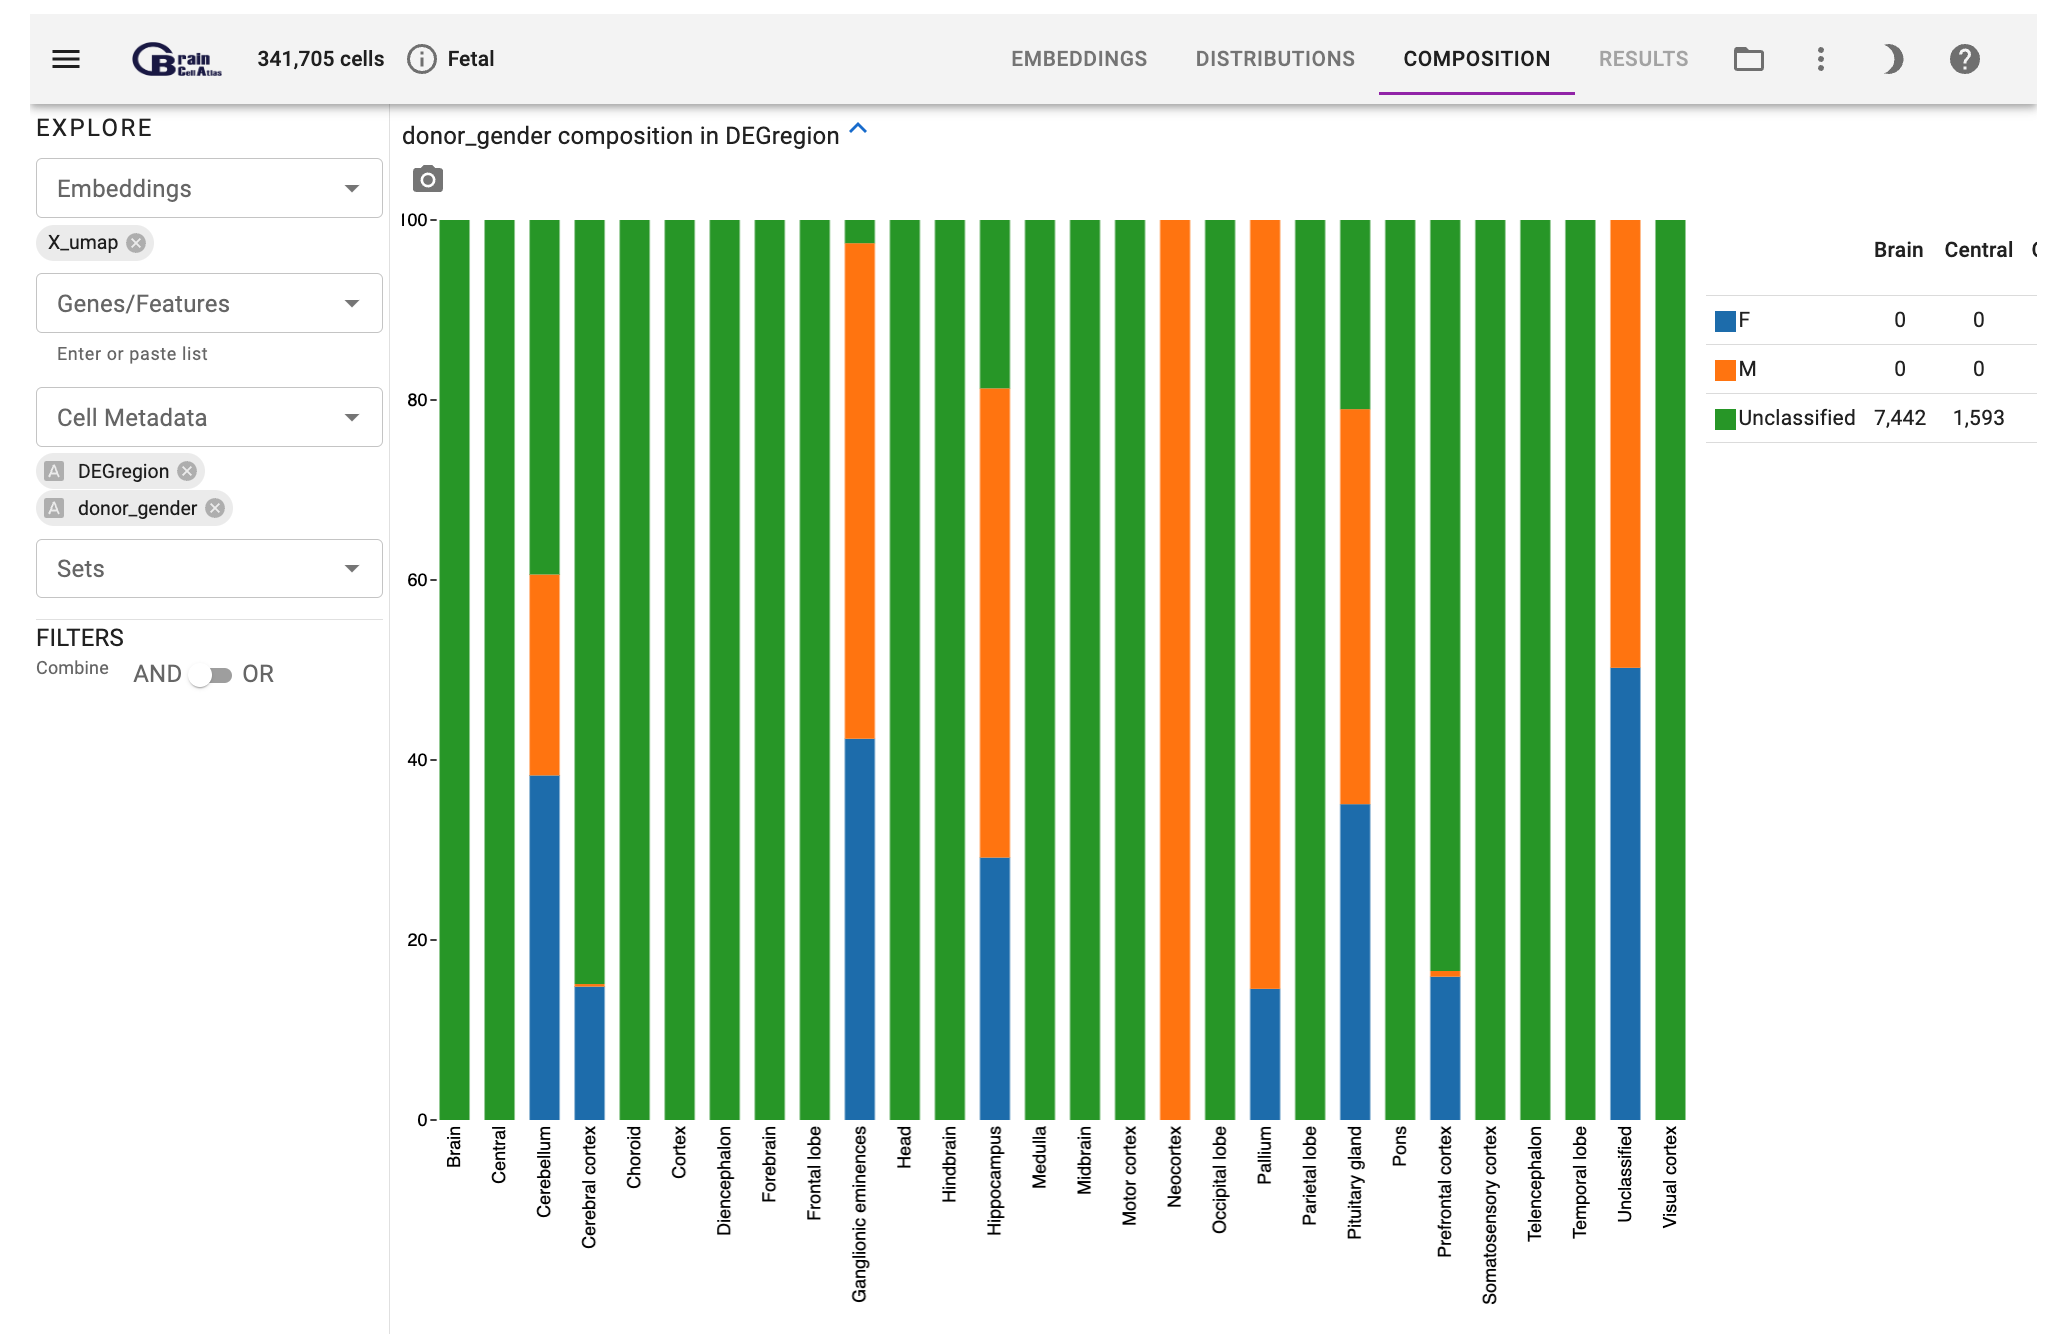 Brain
Cell Atlas
341,705 cells
Fetal
EMBEDDINGS
DISTRIBUTIONS
COMPOSITION
RESULTS
EXPLORE
Embeddings
X_umap
Genes/Features
Enter or paste list
Cell Metadata
A DEGregion
A donor_gender
Sets
FILTERS
Combine AND OR
donor_gender composition in DEGregion
100
80
60
40
20
0
Brain
Central
Cerebellum
Cerebral cortex
Choroid
Cortex
Diencephalon
Forebrain
Frontal lobe
Ganglionic eminences
Head
Hindbrain
Hippocampus
Medulla
Midbrain
Motor cortex
Neocortex
Occipital lobe
Pallium
Parietal lobe
Pituitary gland
Pons
Prefrontal cortex
Somatosensory cortex
Telencephalon
Temporal lobe
Unclassified
Visual cortex
Brain Central
F 0 0
M 0 0
Unclassified 7,442 1,593